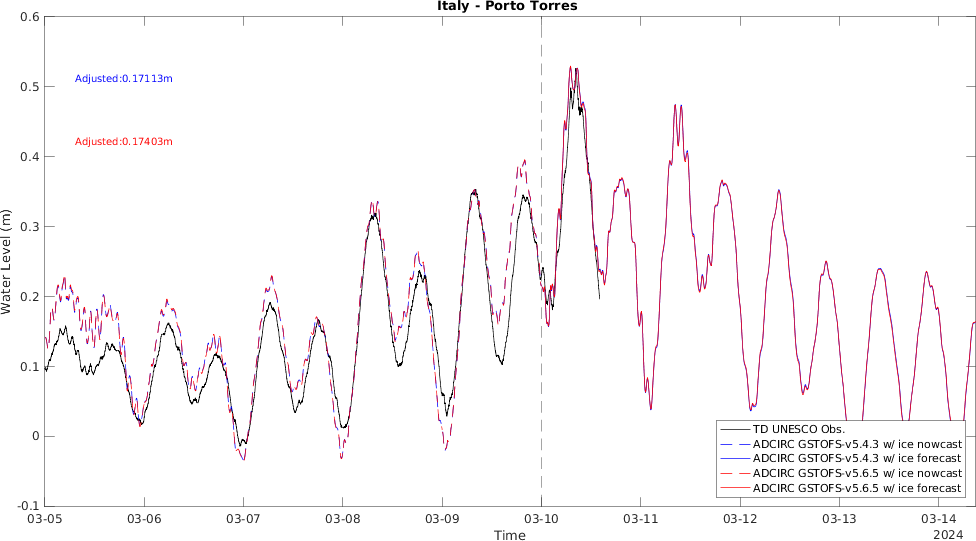 Italy - Porto Torres
0.6
0.5
0.4
0.3
0.2
0.1
0
-0.1
Water Level (m)
Adjusted:0.17113m
Adjusted:0.17403m
TD UNESCO Obs.
ADCIRC GSTOFS-v5.4.3 w/ ice nowcast
ADCIRC GSTOFS-v5.4.3 w/ ice forecast
ADCIRC GSTOFS-v5.6.5 w/ ice nowcast
ADCIRC GSTOFS-v5.6.5 w/ ice forecast
03-05 03-06 03-07 03-08 03-09 03-10 03-11 03-12 03-13 03-14
Time
2024